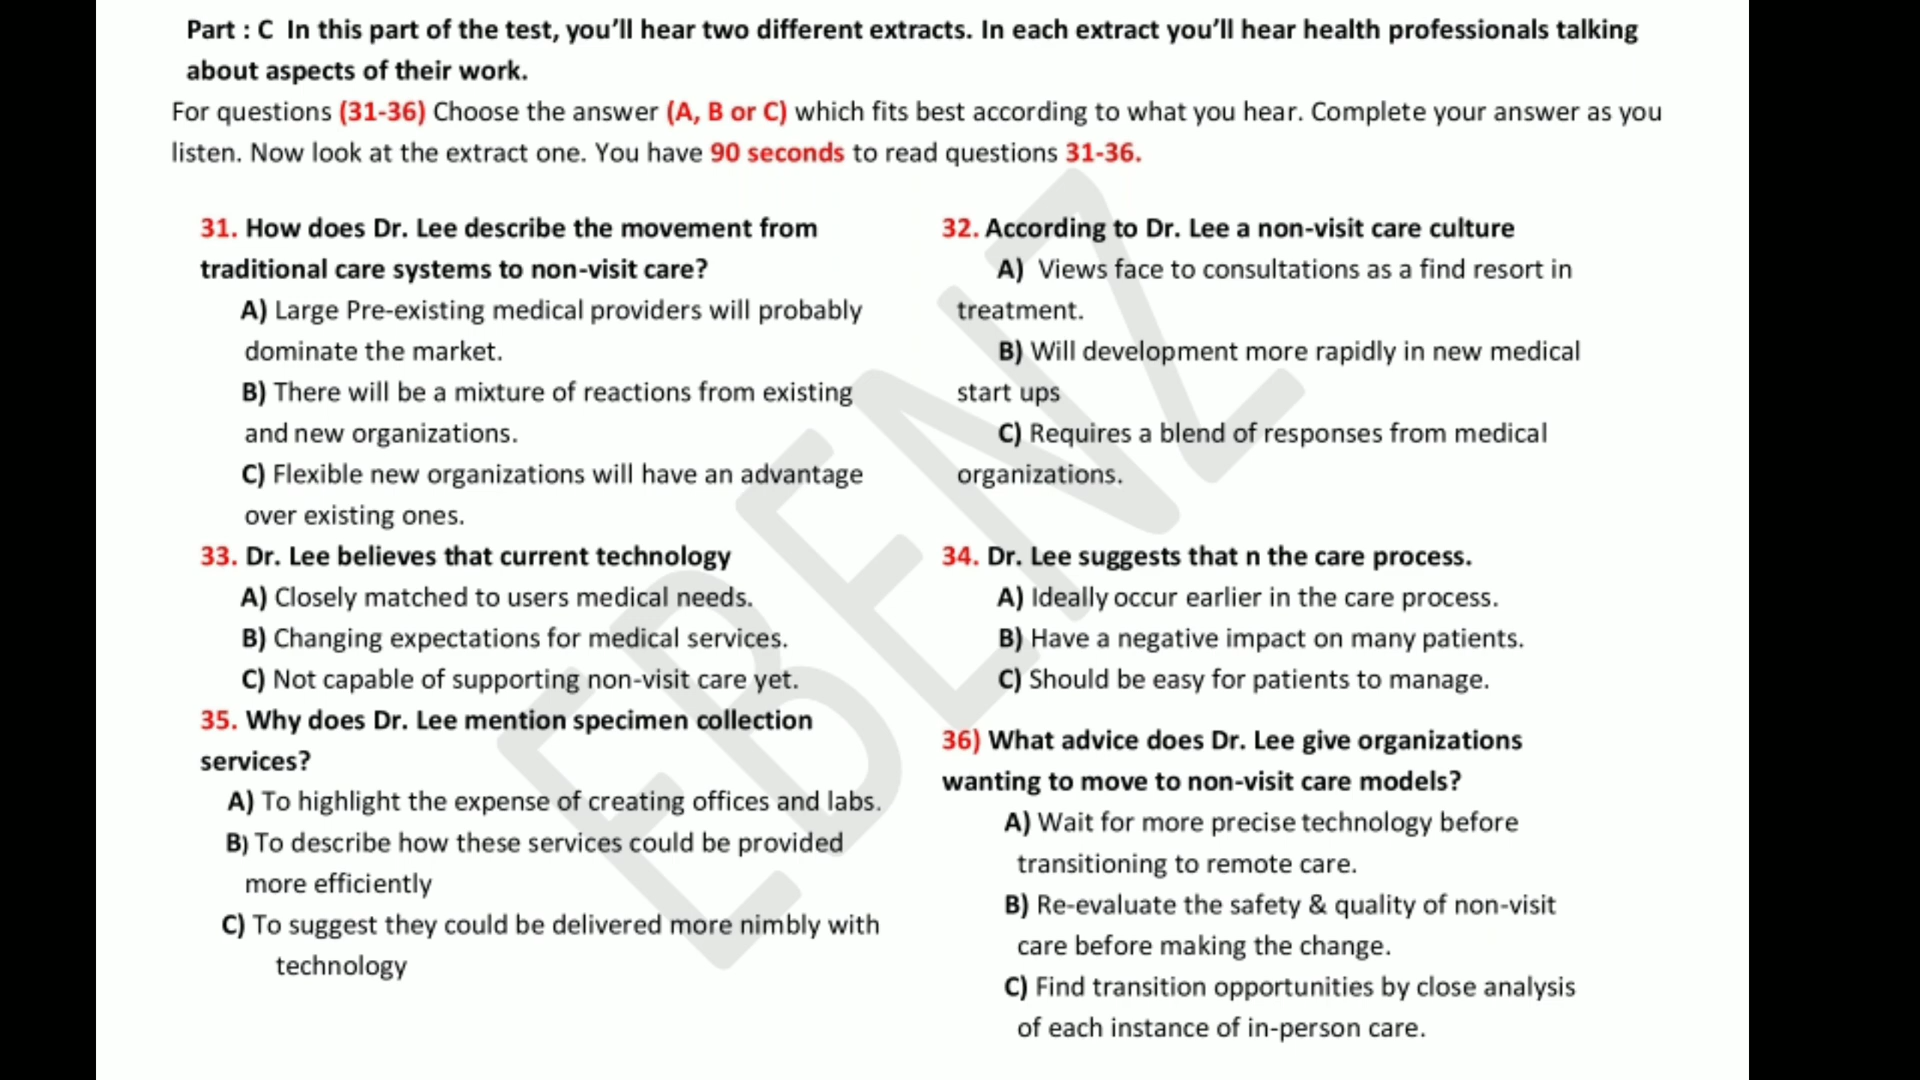 Part : C In this part of the test, you’ll hear two different extracts. In each extract you’ll hear health professionals talking
about aspects of their work.
For questions (31-36) Choose the answer (A, B or C) which fits best according to what you hear. Complete your answer as you
listen. Now look at the extract one. You have 90 seconds to read questions 31-36.
31. How does Dr. Lee describe the movement from
traditional care systems to non-visit care?
A) Large Pre-existing medical providers will probably
dominate the market.
B) There will be a mixture of reactions from existing
and new organizations.
C) Flexible new organizations will have an advantage
over existing ones.
33. Dr. Lee believes that current technology
A) Closely matched to users medical needs.
B) Changing expectations for medical services.
C) Not capable of supporting non-visit care yet.
35. Why does Dr. Lee mention specimen collection
services?
A) To highlight the expense of creating offices and labs.
B) To describe how these services could be provided
more efficiently
C) To suggest they could be delivered more nimbly with
technology
32. According to Dr. Lee a non-visit care culture
A) Views face to consultations as a find resort in
treatment.
B) Will development more rapidly in new medical
start ups
C) Requires a blend of responses from medical
organizations.
34. Dr. Lee suggests that n the care process.
A) Ideally occur earlier in the care process.
B) Have a negative impact on many patients.
C) Should be easy for patients to manage.
36) What advice does Dr. Lee give organizations
wanting to move to non-visit care models?
A) Wait for more precise technology before
transitioning to remote care.
B) Re-evaluate the safety & quality of non-visit
care before making the change.
C) Find transition opportunities by close analysis
of each instance of in-person care.
EBENZ